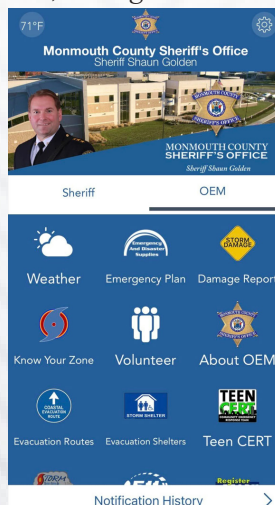 71°F
Monmouth County Sheriff's Office
Sheriff Shaun Golden
MONMOUTH COUNTY
SHERIFF'S OFFICE
Sheriff Shaun Golden
Sheriff
OEM
Emergency
And Disaster
Supplies
STORM
DAMAGE
Weather
Emergency Plan
Damage Report
Know Your Zone
Volunteer
About OEM
COASTAL
EVACUATION
ROUTE
STORM SHELTER
TEEN
CERT
Evacuation Routes
Evacuation Shelters
Teen CERT
STORM
Register
Notification History